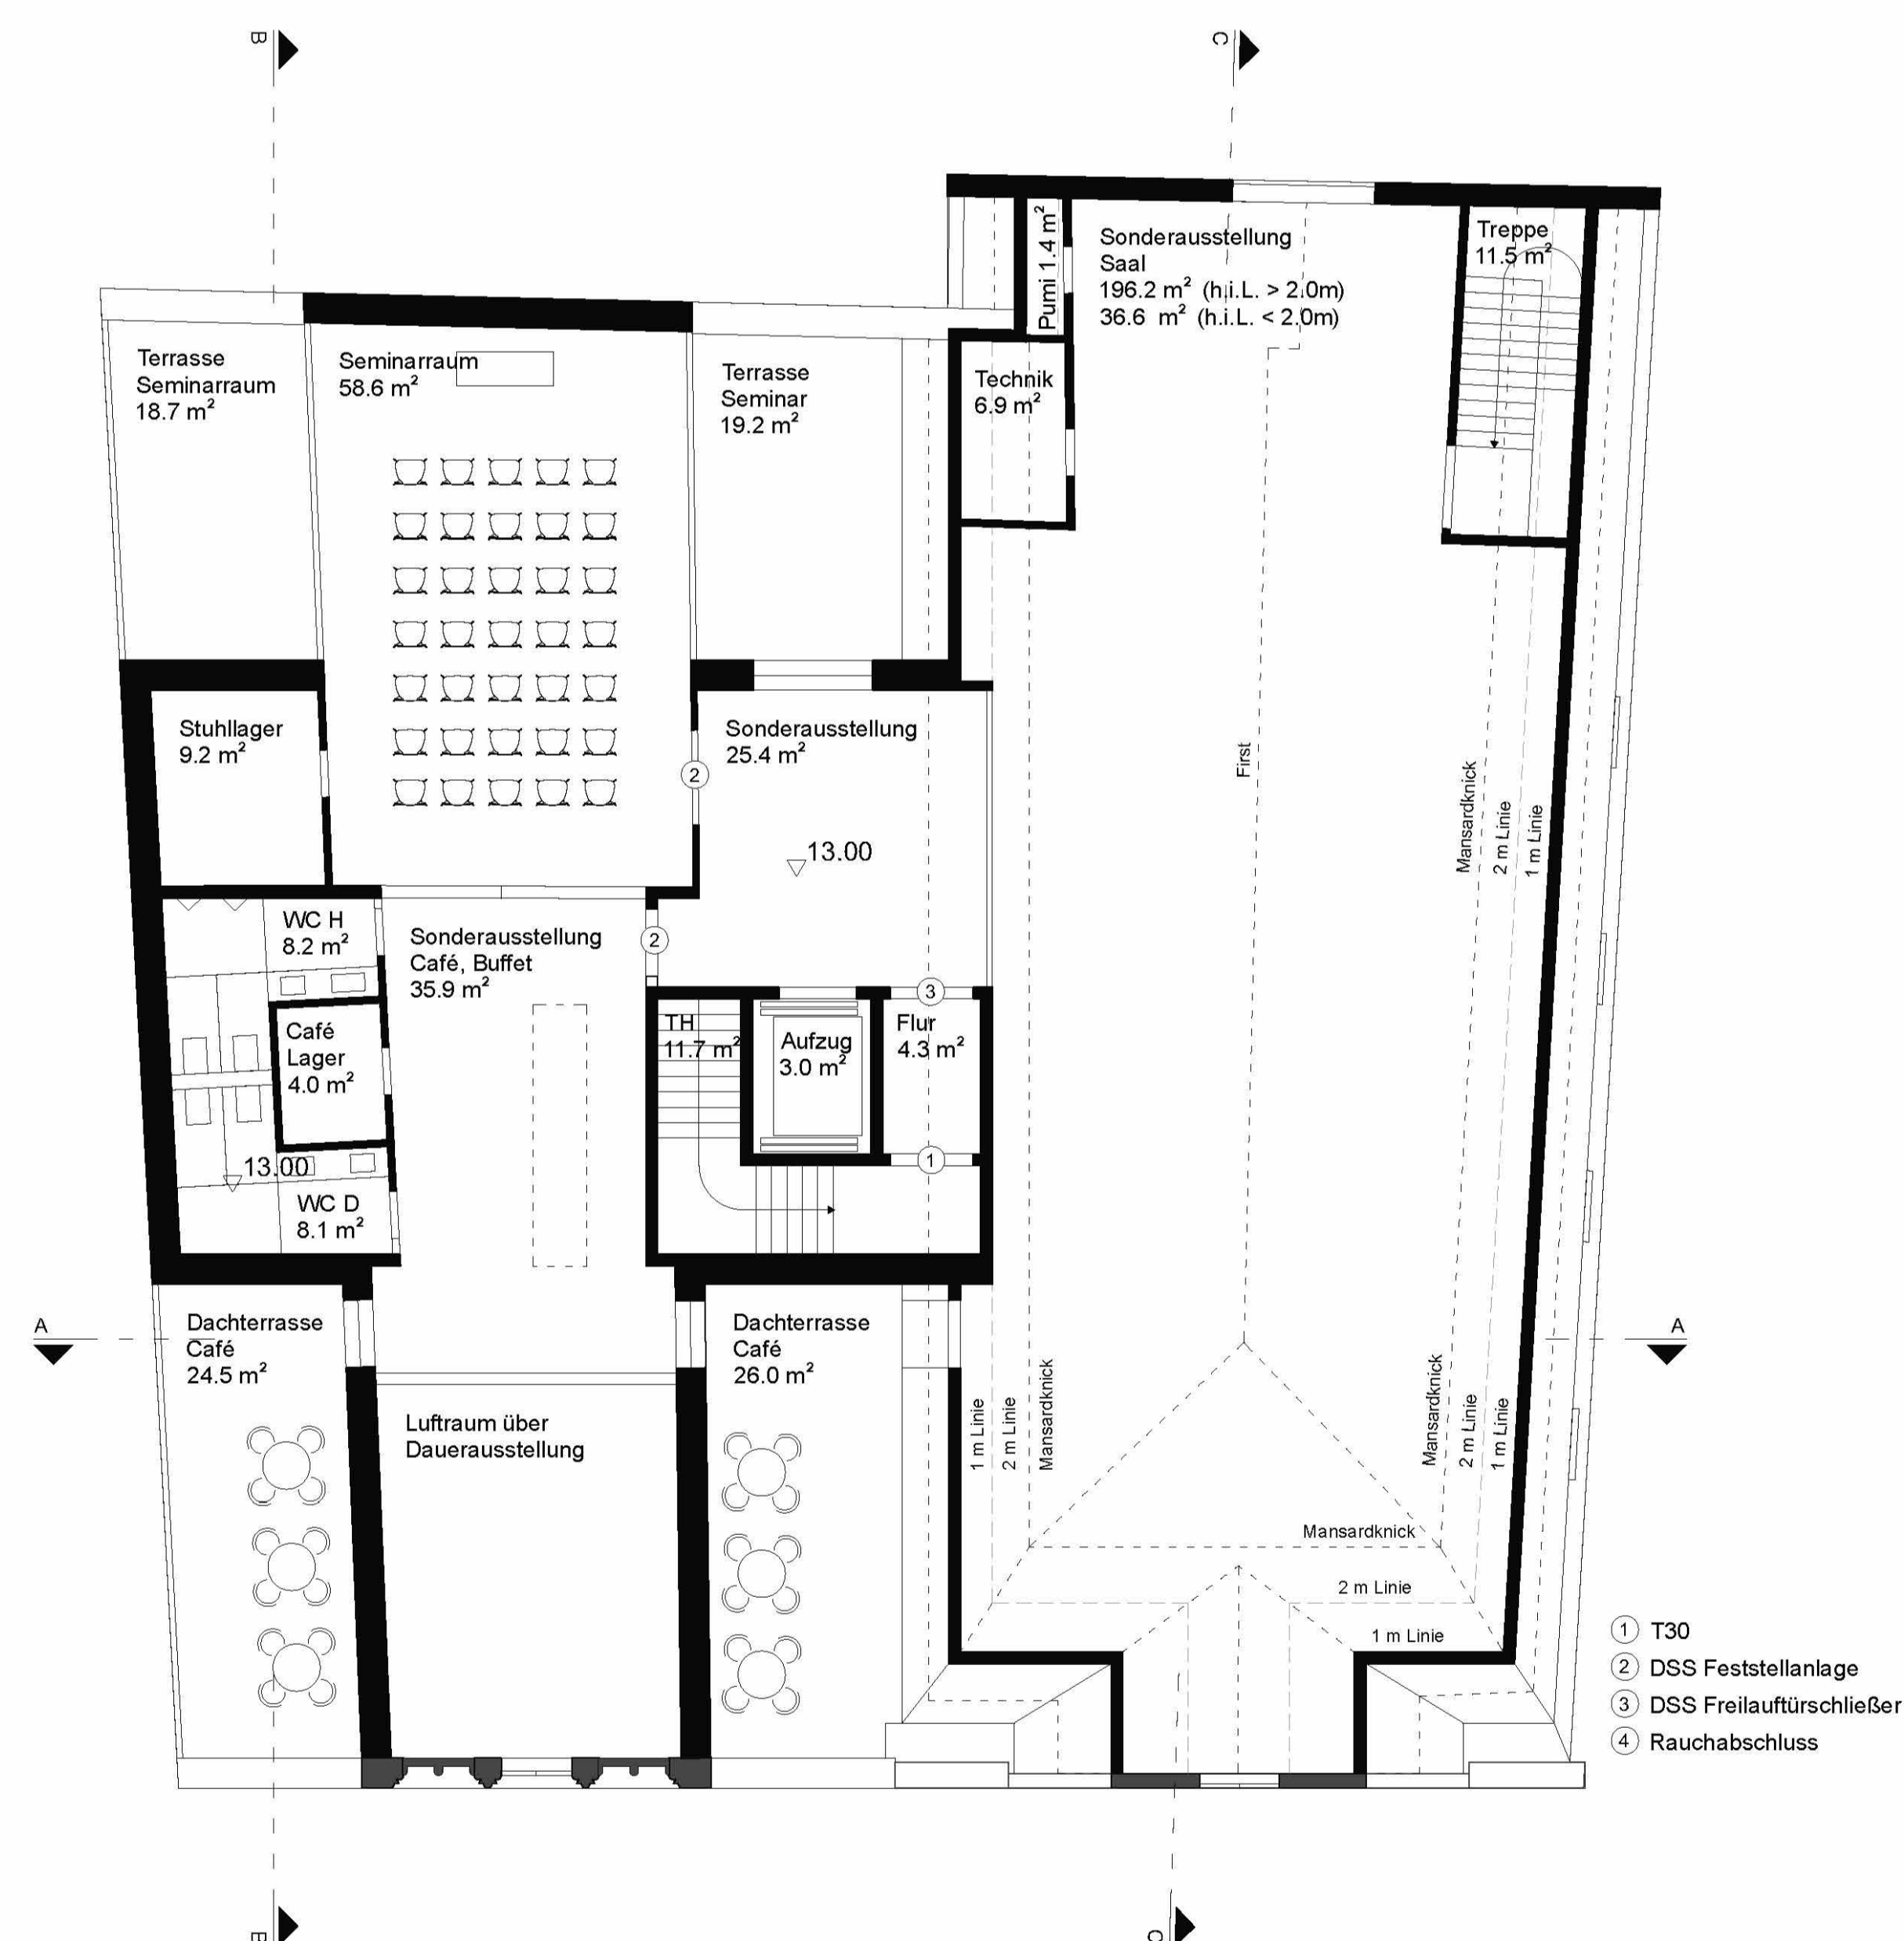 B
C
Terrasse
Seminarraum
18.7 m²
Seminarraum
58.6 m²
Terrasse
Seminar
19.2 m²
Pumi 1.4 m²
Technik
6.9 m²
Sonderausstellung
Saal
196.2 m² (h.i.L. > 2.0m)
36.6 m² (h.i.L. < 2.0m)
Treppe
11.5 m²
Stuhllager
9.2 m²
2
Sonderausstellung
25.4 m²
13.00
First
Mansardknick
2 m Linie
1 m Linie
WC H
8.2 m²
Sonderausstellung
Café, Buffet
35.9 m²
2
3
Café
Lager
4.0 m²
TH
11.7 m²
Aufzug
3.0 m²
Flur
4.3 m²
1
13.00
WC D
8.1 m²
A
Dachterrasse
Café
24.5 m²
Dachterrasse
Café
26.0 m²
A
Luftraum über
Dauerausstellung
1 m Linie
2 m Linie
Mansardknick
Mansardknick
2 m Linie
1 m Linie
Mansardknick
2 m Linie
1 m Linie
1 T30
2 DSS Feststellanlage
3 DSS Freilauftürschließer
4 Rauchabschluss
B
C